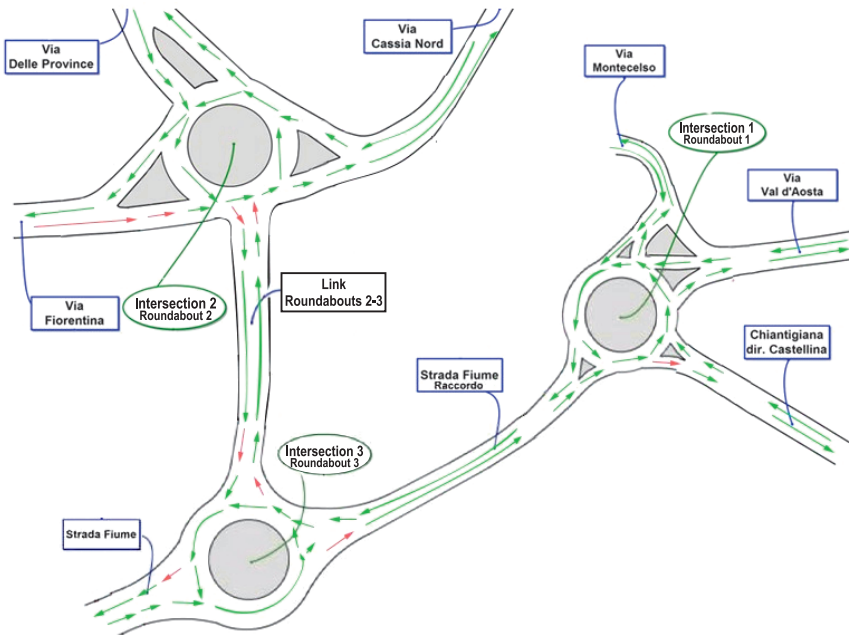 Via
Delle Province
Via
Cassia Nord
Via
Montecelso
Intersection 1
Roundabout 1
Via
Val d'Aosta
Via
Fiorentina
Intersection 2
Roundabout 2
Link
Roundabouts 2-3
Chiantigiana
dir. Castellina
Strada Fiume
Raccordo
Intersection 3
Roundabout 3
Strada Fiume